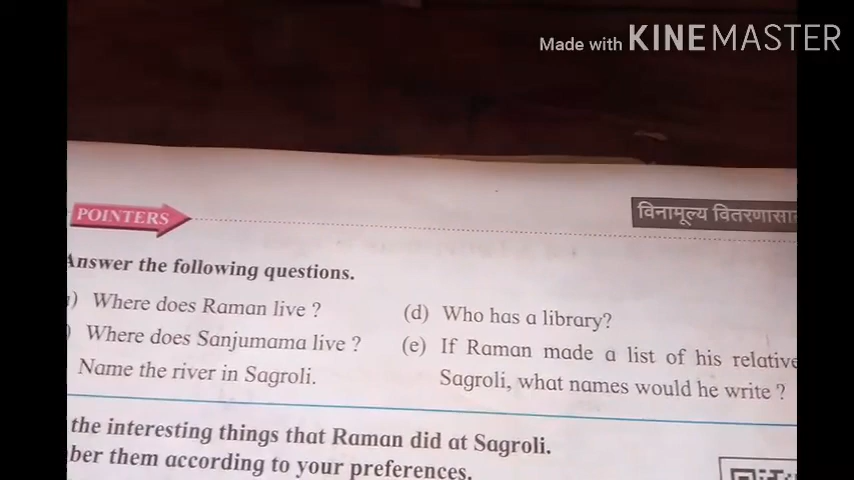 Made with KINEMASTER
POINTERS
विनामूल्य वितरणासा
Answer the following questions.
) Where does Raman live ?
) Where does Sanjumama live ?
Name the river in Sagroli.
(d) Who has a library?
(e) If Raman made a list of his relative
Sagroli, what names would he write ?
the interesting things that Raman did at Sagroli.
ber them according to your preferences.